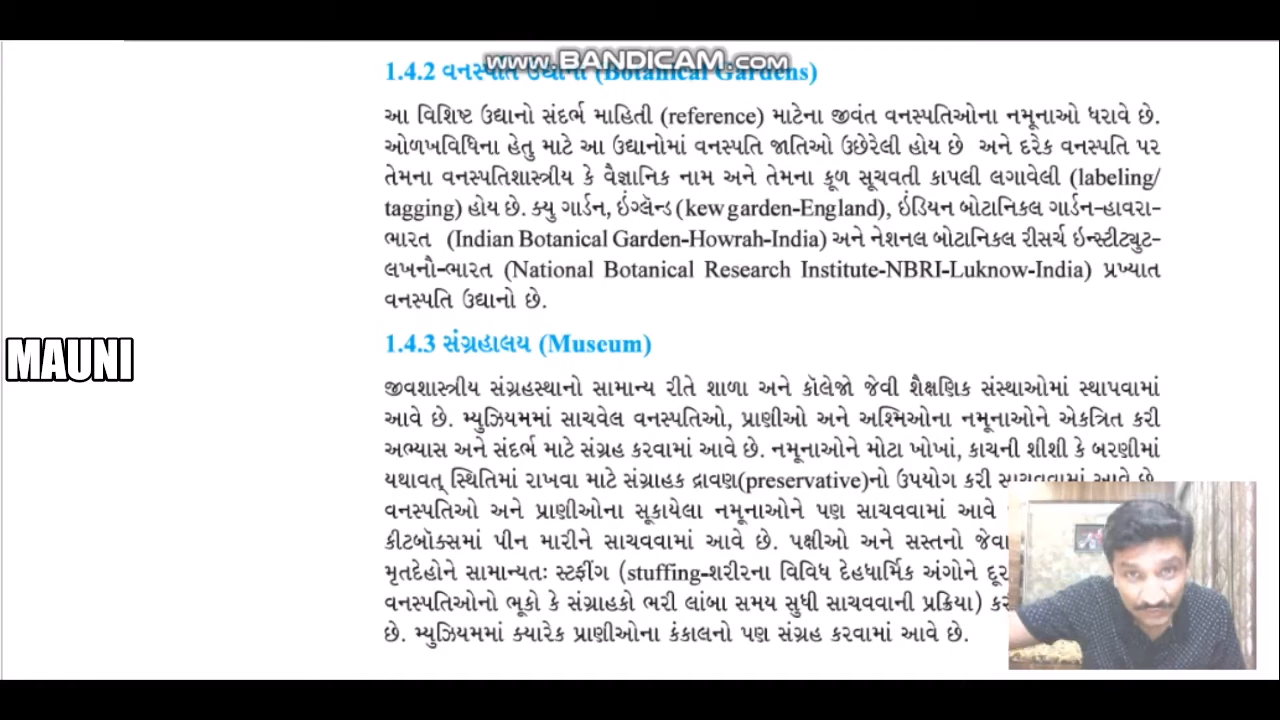 www.BANDICAM.com
1.4.2 વનસ્પતિ ઉદ્યાનો (Botanical Gardens)
આ વિશિષ્ટ ઉદ્યાનો સંદર્ભ માહિતી (reference) માટેના જીવંત વનસ્પતિઓના નમૂનાઓ ધરાવે છે.
ઓળખવિધિના હેતુ માટે આ ઉદ્યાનોમાં વનસ્પતિ જાતિઓ ઉછેરેલી હોય છે અને દરેક વનસ્પતિ પર
તેમના વનસ્પતિશાસ્ત્રીય કે વૈજ્ઞાનિક નામ અને તેમના કૂળ સૂચવતી કાપલી લગાવેલી (labeling/
tagging) હોય છે. ક્યુ ગાર્ડન, ઇંગ્લૅન્ડ (kew garden-England), ઇંડિયન બોટાનિકલ ગાર્ડન-હાવરા-
ભારત (Indian Botanical Garden-Howrah-India) અને નેશનલ બોટાનિકલ રીસર્ચ ઇન્સ્ટીટ્યુટ-
લખનૌ-ભારત (National Botanical Research Institute-NBRI-Luknow-India) પ્રખ્યાત
વનસ્પતિ ઉદ્યાનો છે.
1.4.3 સંગ્રહાલય (Museum)
MAUNI
જીવશાસ્ત્રીય સંગ્રહસ્થાનો સામાન્ય રીતે શાળા અને કૉલેજો જેવી શૈક્ષણિક સંસ્થાઓમાં સ્થાપવામાં
આવે છે. મ્યુઝિયમમાં સાચવેલ વનસ્પતિઓ, પ્રાણીઓ અને અશ્મિઓના નમૂનાઓને એકત્રિત કરી
અભ્યાસ અને સંદર્ભ માટે સંગ્રહ કરવામાં આવે છે. નમૂનાઓને મોટા ખોખાં, કાચની શીશી કે બરણીમાં
યથાવત્ સ્થિતિમાં રાખવા માટે સંગ્રાહક દ્રાવણ(preservative)નો ઉપયોગ કરી સાચવવામાં આવે છે.
વનસ્પતિઓ અને પ્રાણીઓના સૂકાયેલા નમૂનાઓને પણ સાચવવામાં આવે
કીટબૉક્સમાં પીન મારીને સાચવવામાં આવે છે. પક્ષીઓ અને સસ્તનો જેવા
મૃતદેહોને સામાન્યતઃ સ્ટફીંગ (stuffing-શરીરના વિવિધ દેહધાર્મિક અંગોને દૂર
વનસ્પતિઓનો ભૂકો કે સંગ્રાહકો ભરી લાંબા સમય સુધી સાચવવાની પ્રક્રિયા)
છે. મ્યુઝિયમમાં ક્યારેક પ્રાણીઓના કંકાલનો પણ સંગ્રહ કરવામાં આવે છે.